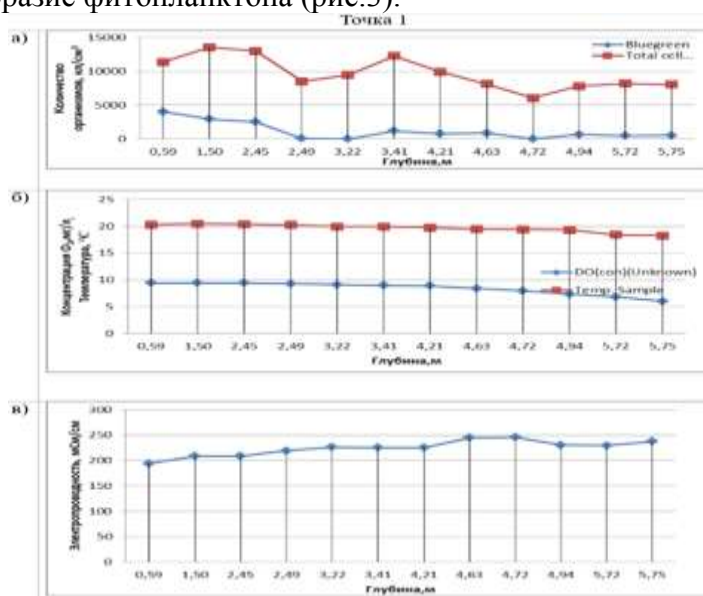 разие фитопланктона (рис.3).
Точка 1
а)
Количество
организмов, кл/см³
15000
10000
5000
0
Bluegreen
Total cell...
0,59 1,50 2,45 2,49 3,22 3,41 4,21 4,63 4,72 4,94 5,72 5,75
Глубина,м
б)
Концентрация O₂,мг/л,
Температура, °С
25
20
15
10
5
0
DO(con)(Unknown)
Temp_Sample
0,59 1,50 2,45 2,49 3,22 3,41 4,21 4,63 4,72 4,94 5,72 5,75
Глубина,м
в)
Электропроводность, мСм/см
300
250
200
150
100
50
0
0,59 1,50 2,45 2,49 3,22 3,41 4,21 4,63 4,72 4,94 5,72 5,75
Глубина,м